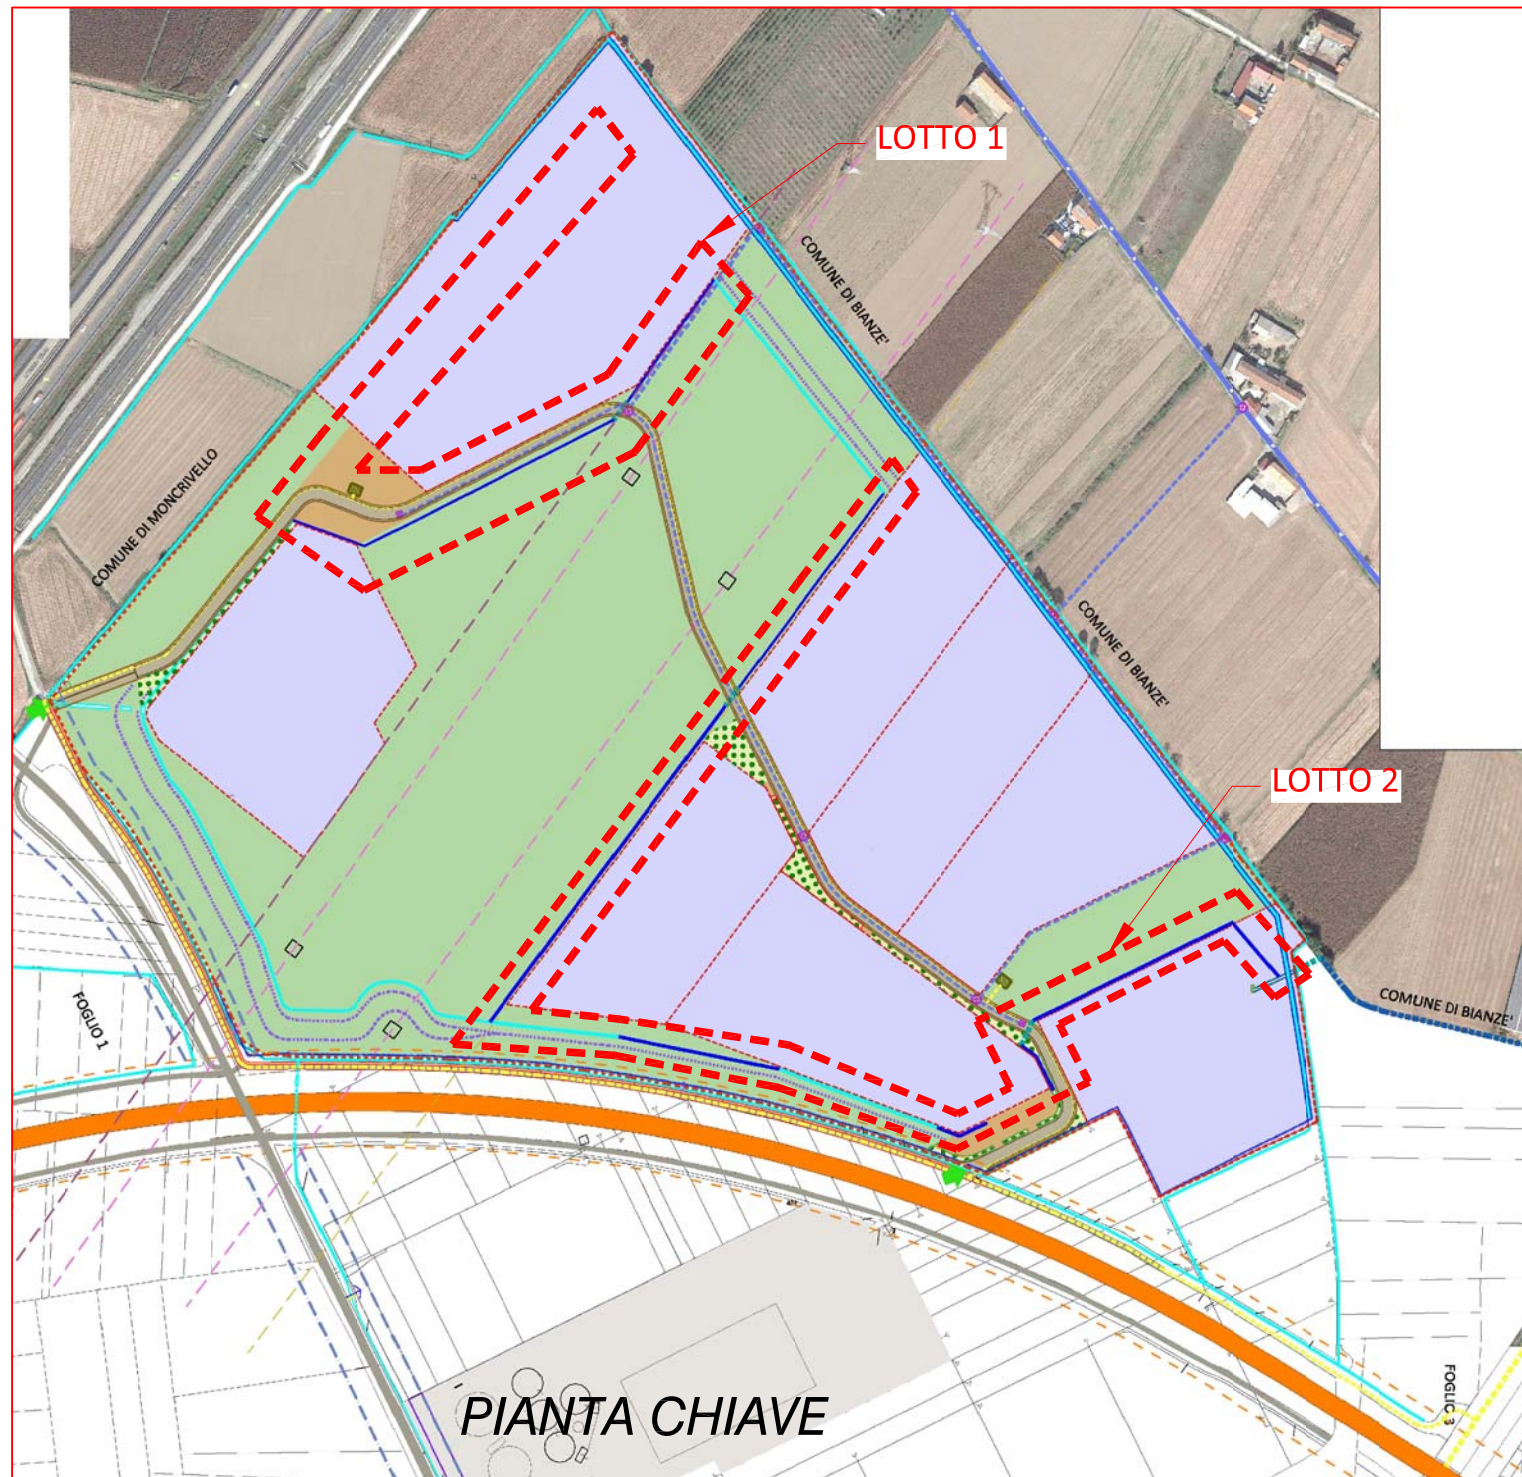 LOTTO 1
COMUNE DI BIANZE'
COMUNE DI MONCRIVELLO
COMUNE DI BIANZE'
LOTTO 2
FOGLIO 1
COMUNE DI BIANZE'
FOGLIO 3
PIANTA CHIAVE